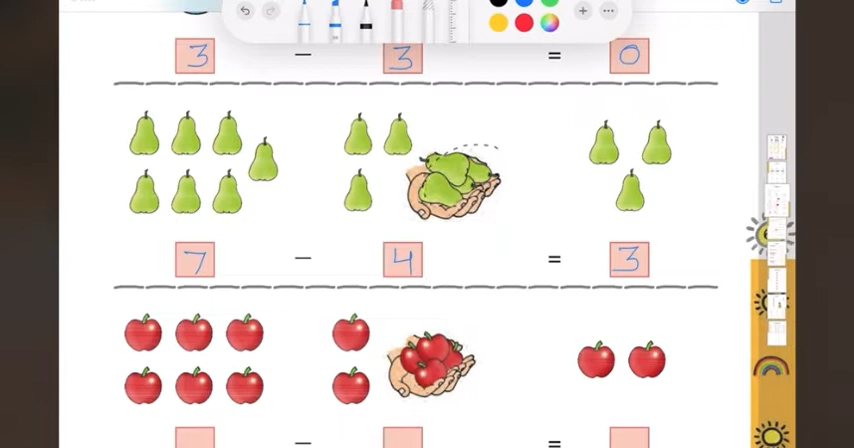 3 − 3 = 0
7 − 4 = 3
− =